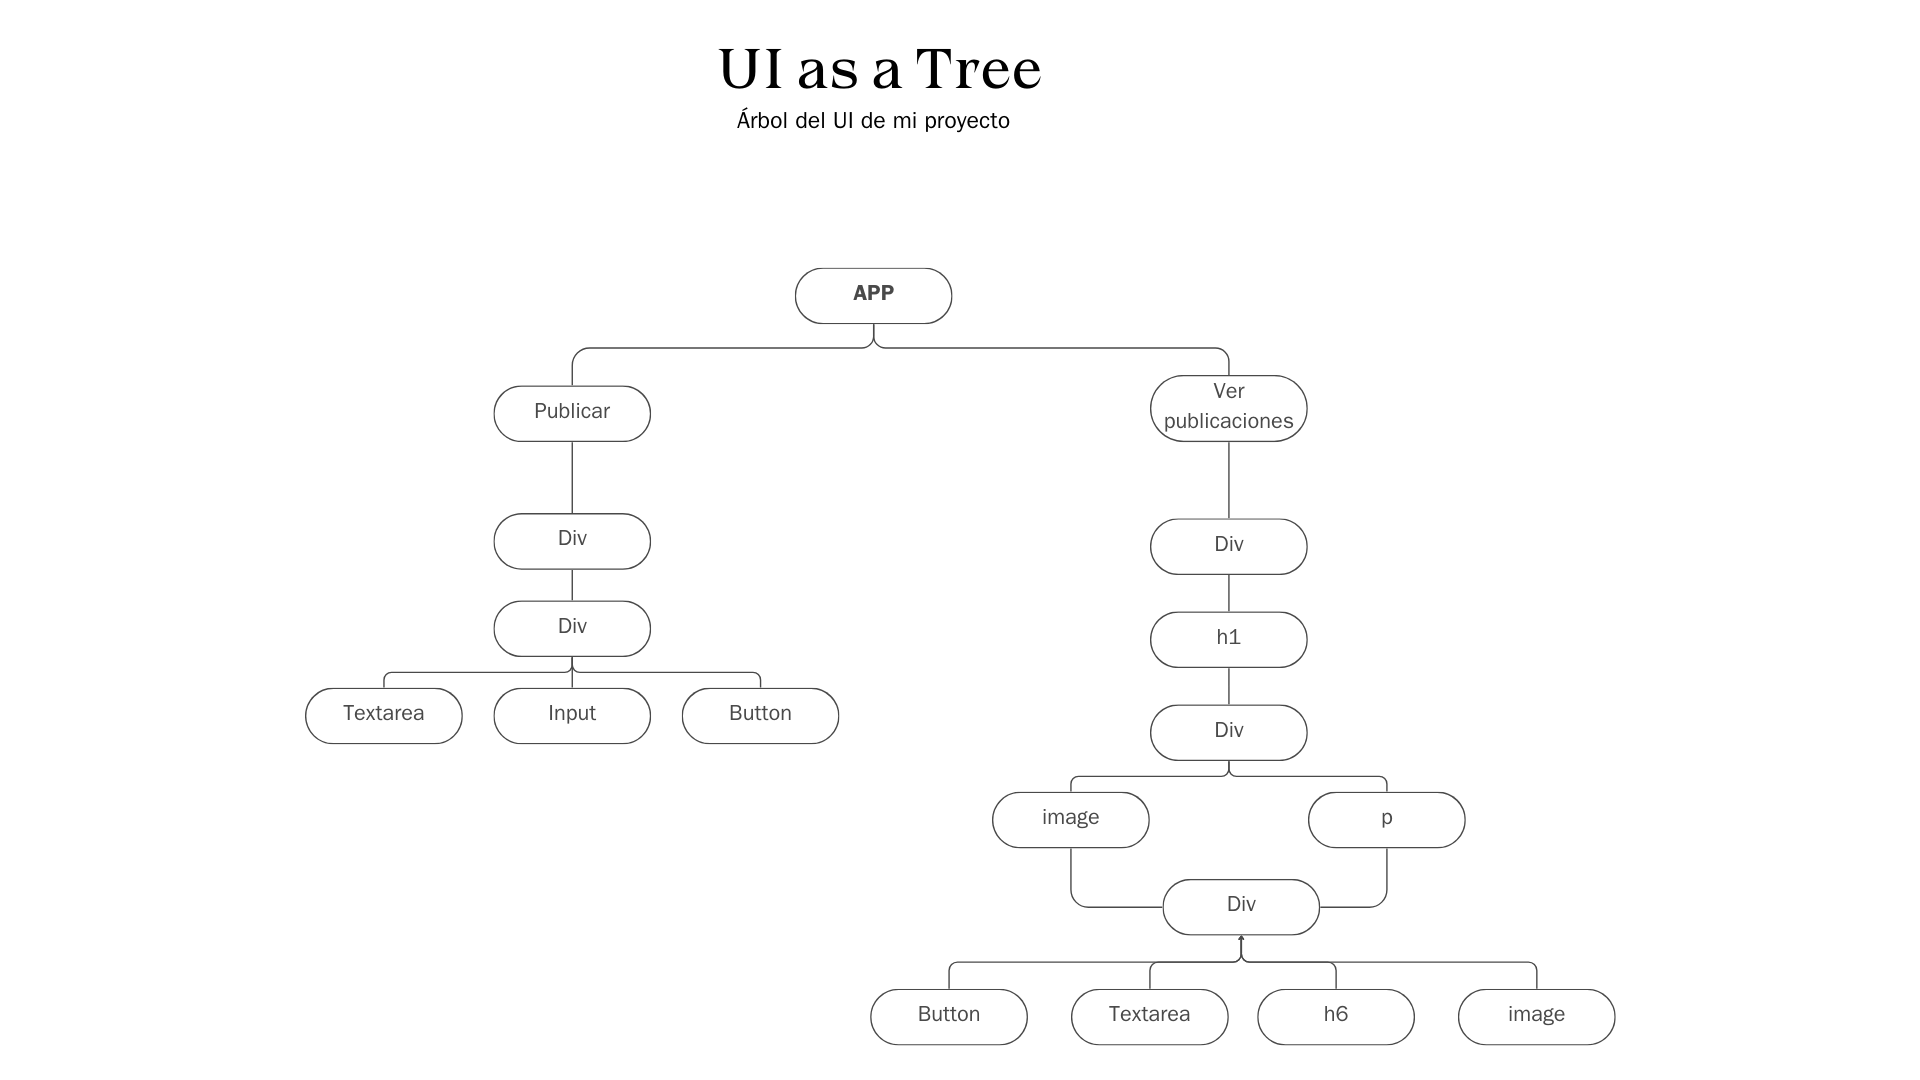 UI as a Tree
Árbol del UI de mi proyecto
APP
Publicar
Ver
publicaciones
Div
Div
Div
h1
Textarea
Input
Button
Div
image
p
Div
Button
Textarea
h6
image